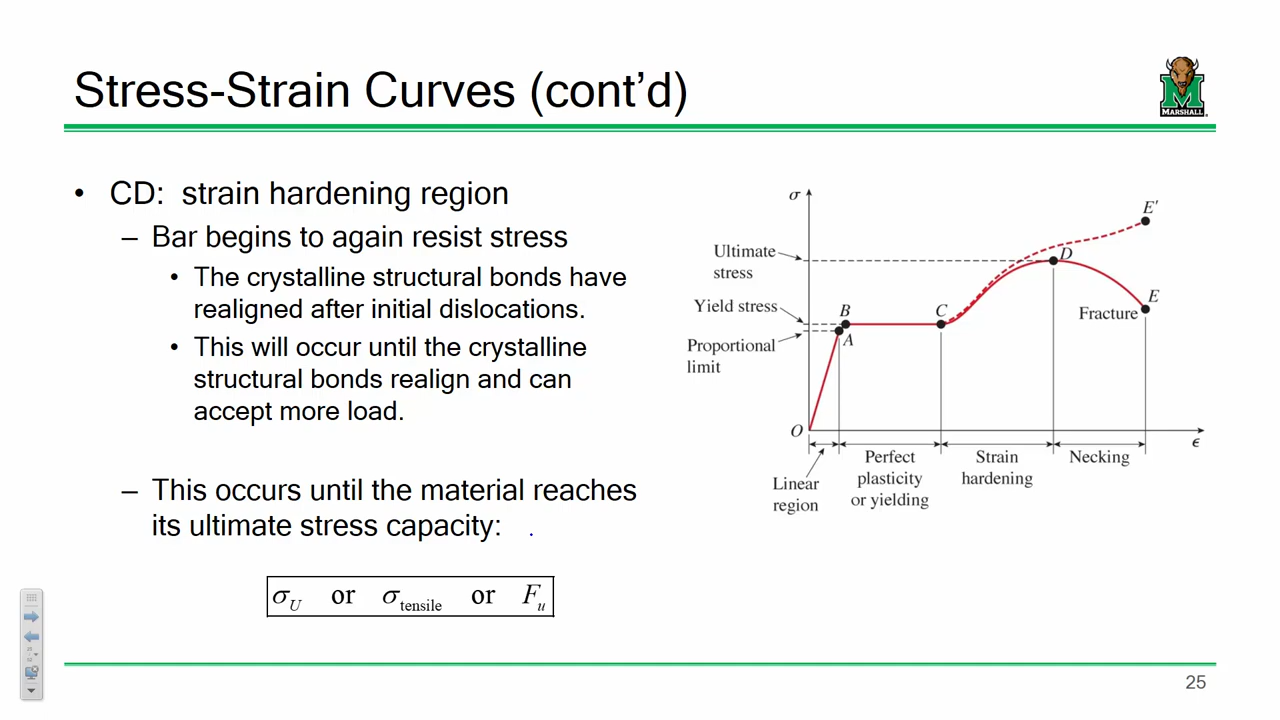 Stress-Strain Curves (cont’d)
MARSHALL
• CD: strain hardening region
– Bar begins to again resist stress
• The crystalline structural bonds have
realigned after initial dislocations.
• This will occur until the crystalline
structural bonds realign and can
accept more load.
– This occurs until the material reaches
its ultimate stress capacity:
σU or σtensile or Fu
σ
E'
Ultimate
stress
D
Yield stress
B
C
E
Fracture
A
Proportional
limit
O
ϵ
Linear
region
Perfect
plasticity
or yielding
Strain
hardening
Necking
25